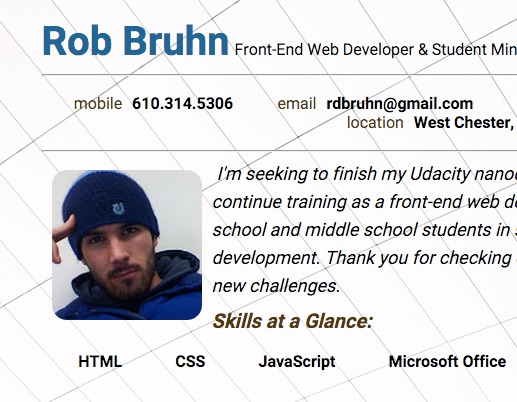 Rob Bruhn Front-End Web Developer & Student Min
mobile 610.314.5306 email rdbruhn@gmail.com
location West Chester,
I'm seeking to finish my Udacity nanod
continue training as a front-end web de
school and middle school students in s
development. Thank you for checking
new challenges.
Skills at a Glance:
HTML CSS JavaScript Microsoft Office